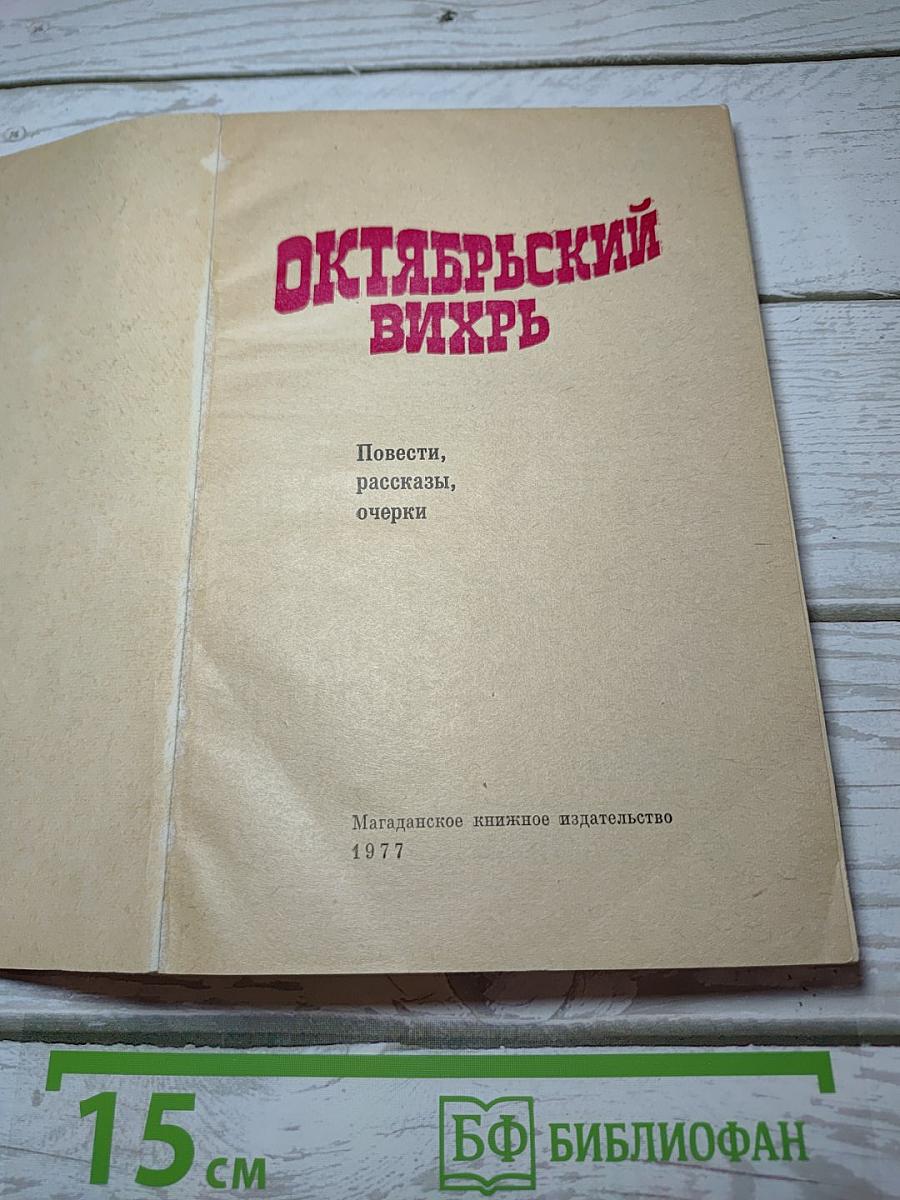 ОКТЯБРЬСКИЙ
ВИХРЬ
Повести,
рассказы,
очерки
Магаданское книжное издательство
1977
15 см
БФ БИБЛИОФАН